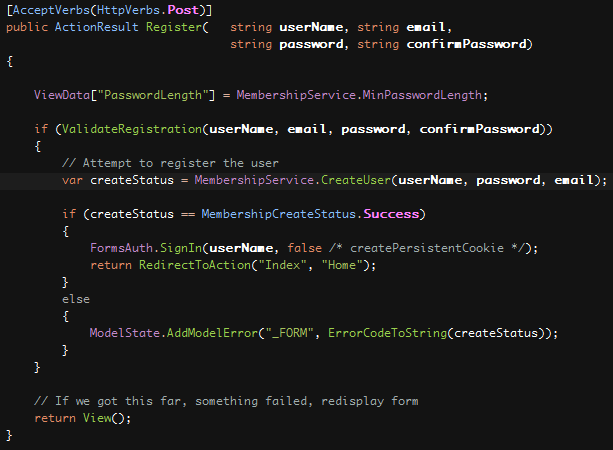 [AcceptVerbs(HttpVerbs.Post)]
public ActionResult Register(   string userName, string email,
                                string password, string confirmPassword)
{
    ViewData["PasswordLength"] = MembershipService.MinPasswordLength;
    if (ValidateRegistration(userName, email, password, confirmPassword))
    {
        // Attempt to register the user
        var createStatus = MembershipService.CreateUser(userName, password, email);
        if (createStatus == MembershipCreateStatus.Success)
        {
            FormsAuth.SignIn(userName, false /* createPersistentCookie */);
            return RedirectToAction("Index", "Home");
        }
        else
        {
            ModelState.AddModelError("_FORM", ErrorCodeToString(createStatus));
        }
    }
    // If we got this far, something failed, redisplay form
    return View();
}